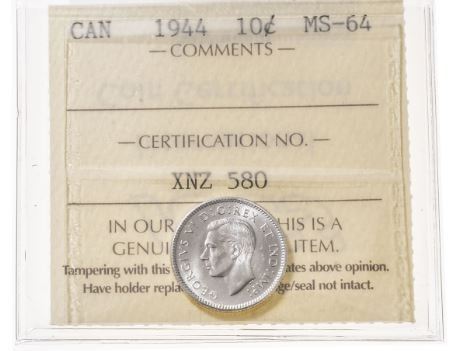 CAN 1944 10¢ MS-64
— COMMENTS —
— CERTIFICATION NO. —
XNZ 580
IN OUR HIS IS A
GENUI ITEM.
Tampering with this ates above opinion.
Have holder repla ge/seal not intact.
GEORGIVS VI D:G:REX ET IND:IMP: